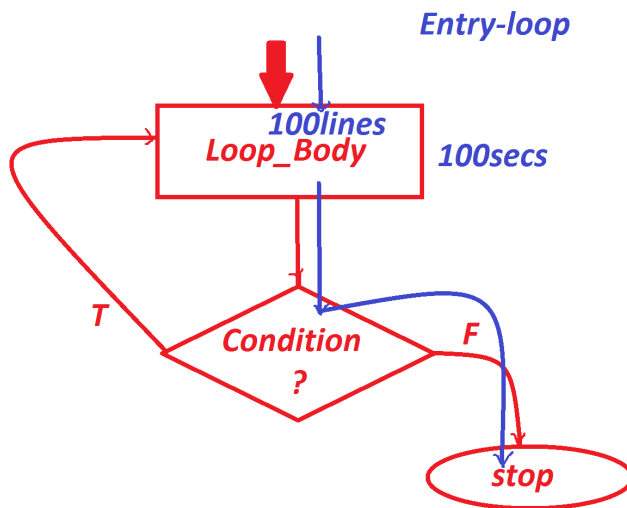 Entry-loop
100lines
Loop_Body
100secs
T
Condition
?
F
stop